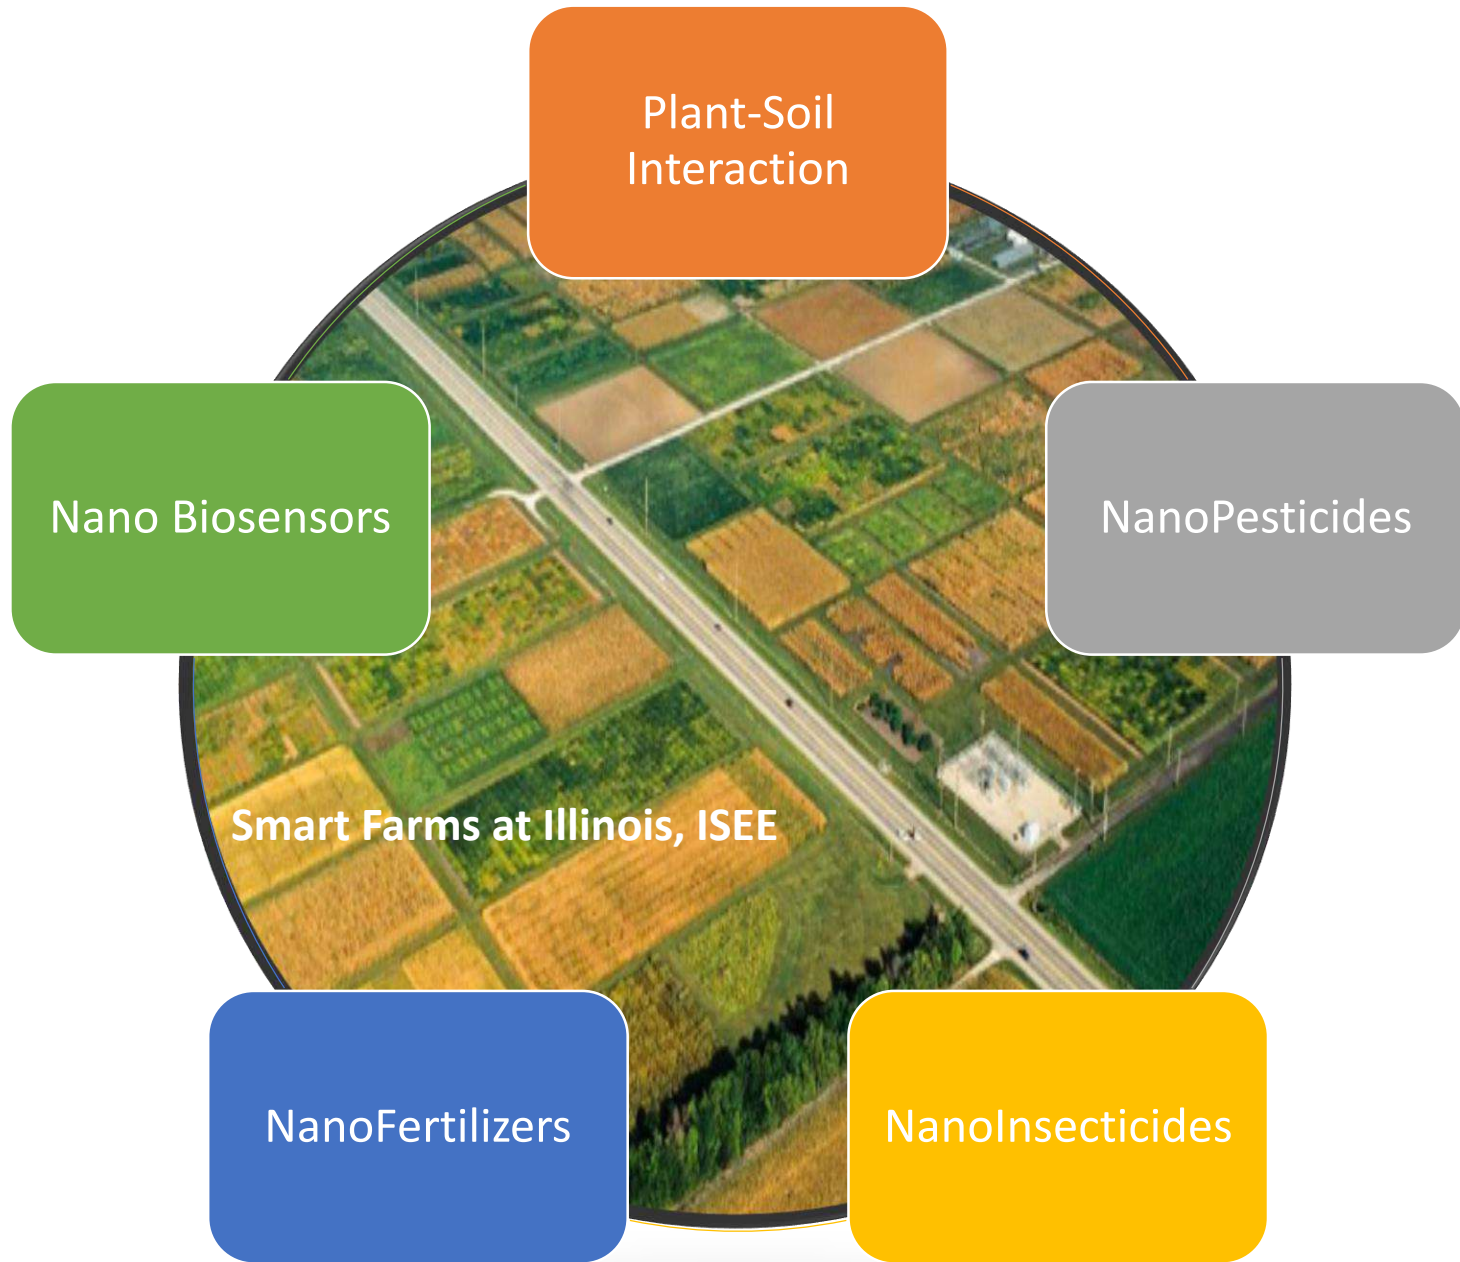 Plant-Soil
Interaction
Nano Biosensors
NanoPesticides
Smart Farms at Illinois, ISEE
NanoFertilizers
NanoInsecticides